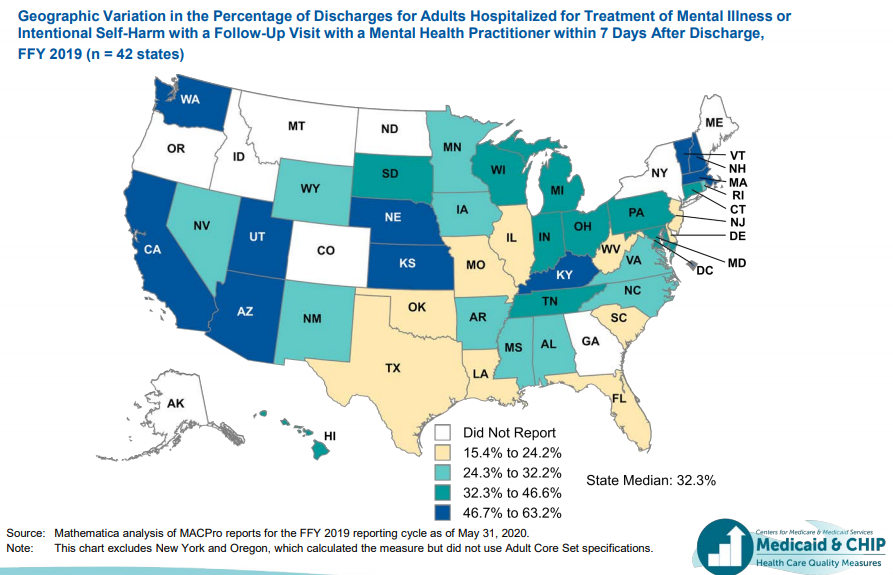 Geographic Variation in the Percentage of Discharges for Adults Hospitalized for Treatment of Mental Illness or
Intentional Self-Harm with a Follow-Up Visit with a Mental Health Practitioner within 7 Days After Discharge,
FFY 2019 (n = 42 states)
WA
MT
ND
MN
ME
OR
ID
SD
WI
MI
NY
VT
NH
MA
RI
CT
NJ
DE
MD
DC
WY
NV
UT
CA
NE
IA
IL
IN
OH
PA
CO
KS
MO
KY
WV
VA
NC
AZ
NM
OK
AR
TN
SC
TX
LA
MS
AL
GA
FL
AK
HI
Did Not Report
15.4% to 24.2%
24.3% to 32.2%
32.3% to 46.6%
46.7% to 63.2%
State Median: 32.3%
Source: Mathematica analysis of MACPro reports for the FFY 2019 reporting cycle as of May 31, 2020.
Note: This chart excludes New York and Oregon, which calculated the measure but did not use Adult Core Set specifications.
Centers for Medicare & Medicaid Services
Medicaid & CHIP
Health Care Quality Measures